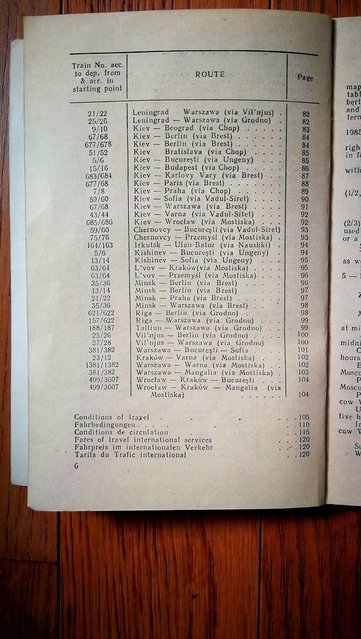 Train No. acc.
to dep. from
& arr. in
starting point
ROUTE
Page
21/22 Leningrad — Warszawa (via Vil'njus) 82
25/26 Leningrad — Warszawa (via Grodno) 82
9/10 Kiev — Beograd (via Chop) 83
67/68 Kiev — Berlin (via Brest) 84
677/678 Kiev — Berlin (via Brest) 84
51/52 Kiev — Bratislava (via Chop) 85
5/6 Kiev — Bucureşti (via Ungeny) 85
15/16 Kiev — Budapest (via Chop) 86
683/684 Kiev — Karlovy Vary (via Brest) 87
67/68 Kiev — Paris (via Brest) 88
7/8 Kiev — Praha (via Chop) 89
59/60 Kiev — Sofia (via Vadul-Siret) 90
67/68 Kiev — Warszawa (via Brest) 91
43/44 Kiev — Varna (via Vadul-Siret) 91
685/686 Kiev — Wrocław (via Mostiska) 92
59/60 Chernovcy — Bucureşti (via Vadul-Siret) 93
75/76 Chernovcy — Przemysl (via Mostiska) 93
164/163 Irkutsk — Ulan-Bator (via Naushki) 94
5/6 Kishinev — Bucureşti (via Ungeny) 94
13/14 Kishinev — Sofia (via Ungeny) 95
63/64 L'vov — Kraków (via Mostiska) 96
63/64 L'vov — Przemysl (via Mostiska) 96
35/36 Minsk — Berlin (via Brest) 97
13/14 Minsk — Berlin (via Brest) 97
21/22 Minsk — Praha (via Brest) 97
35/36 Minsk — Warszawa (via Brest) 98
621/622 Riga — Berlin (via Grodno) 98
157/622 Riga — Warszawa (via Grodno) 99
188/187 Tallinn — Warszawa (via Grodno) 99
25/26 Vil'njus — Berlin (via Grodno) 100
27/28 Vil'njus — Warszawa (via Grodno) 100
381/382 Warszawa — Bucureşti — Sofia 101
23/12 Kraków — Varna (via Mostiska) 102
1381/1382 Warszawa — Varna (via Mostiska) 102
381/382 Warszawa — Mangalia (via Mostiska) 103
499/3607 Wrocław — Kraków — Bucureşti 104
499/3607 Wrocław — Kraków — Mangalia (via
Mostiska) 104
Conditions of travel 105
Fahrbedingungen 110
Conditions de circulation 115
Fares of travel international services 120
Fahrpreis im internationalen Verkehr 120
Tarifs du Trafic international 120
6